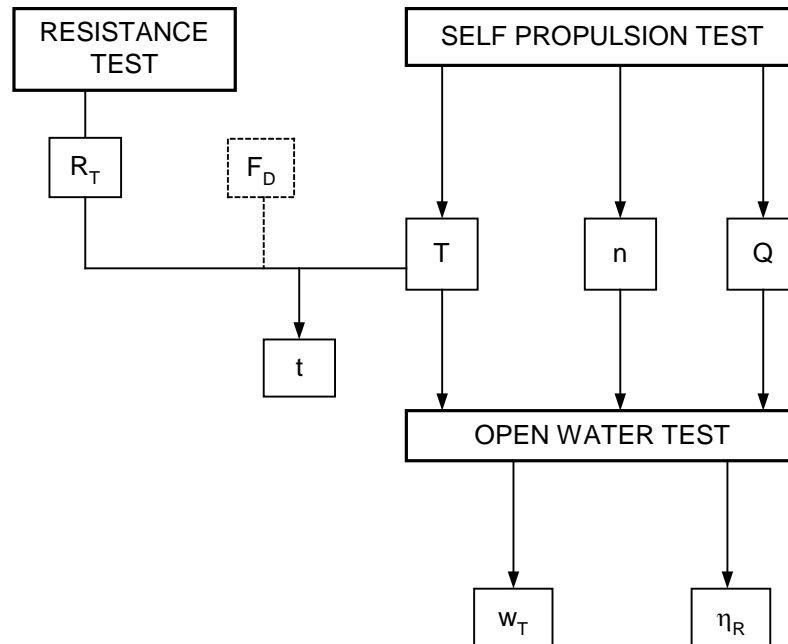 RESISTANCE
TEST
SELF PROPULSION TEST
R_T
F_D
T
n
Q
t
OPEN WATER TEST
w_T
η_R